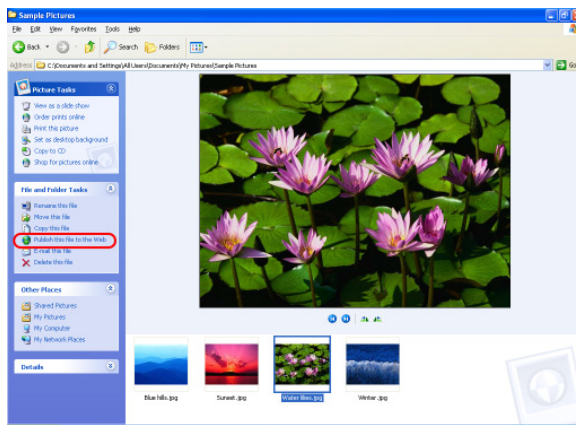 Sample Pictures
File Edit View Favorites Tools Help
Back Search Folders
Address C:\Documents and Settings\All Users\Documents\My Pictures\Sample Pictures Go
Picture Tasks
View as a slide show
Order prints online
Print this picture
Set as desktop background
Copy to CD
Shop for pictures online
File and Folder Tasks
Rename this file
Move this file
Copy this file
Publish this file to the Web
E-mail this file
Delete this file
Other Places
Shared Pictures
My Pictures
My Computer
My Network Places
Details
Blue hills.jpg Sunset.jpg Water lilies.jpg Winter.jpg